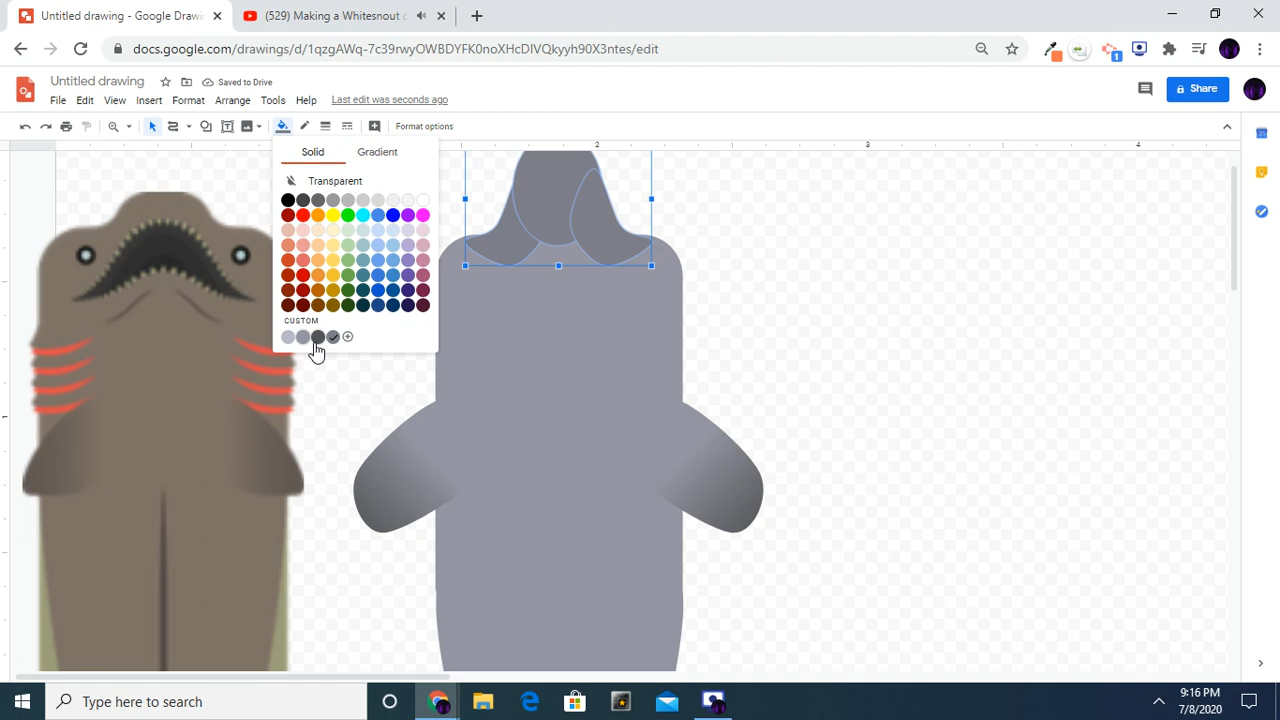 Untitled drawing - Google Drawi
(529) Making a Whitesnout c
docs.google.com/drawings/d/1qzgAWq-7c39rwyOWBDYFK0noXHcDIVQkyyh90X3ntes/edit
1
Untitled drawing
Saved to Drive
File Edit View Insert Format Arrange Tools Help Last edit was seconds ago
Share
Format options
2 3 4
Solid Gradient
Transparent
CUSTOM
Type here to search
9:16 PM
7/8/2020